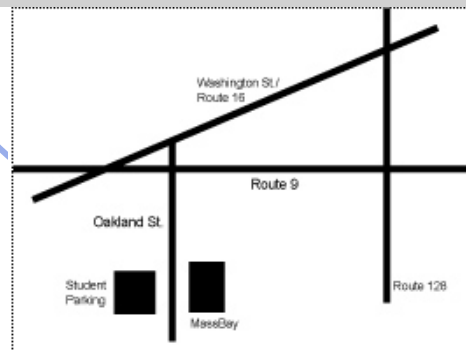 Washington St./
Route 16
Route 9
Oakland St.
Student
Parking
MassBay
Route 128